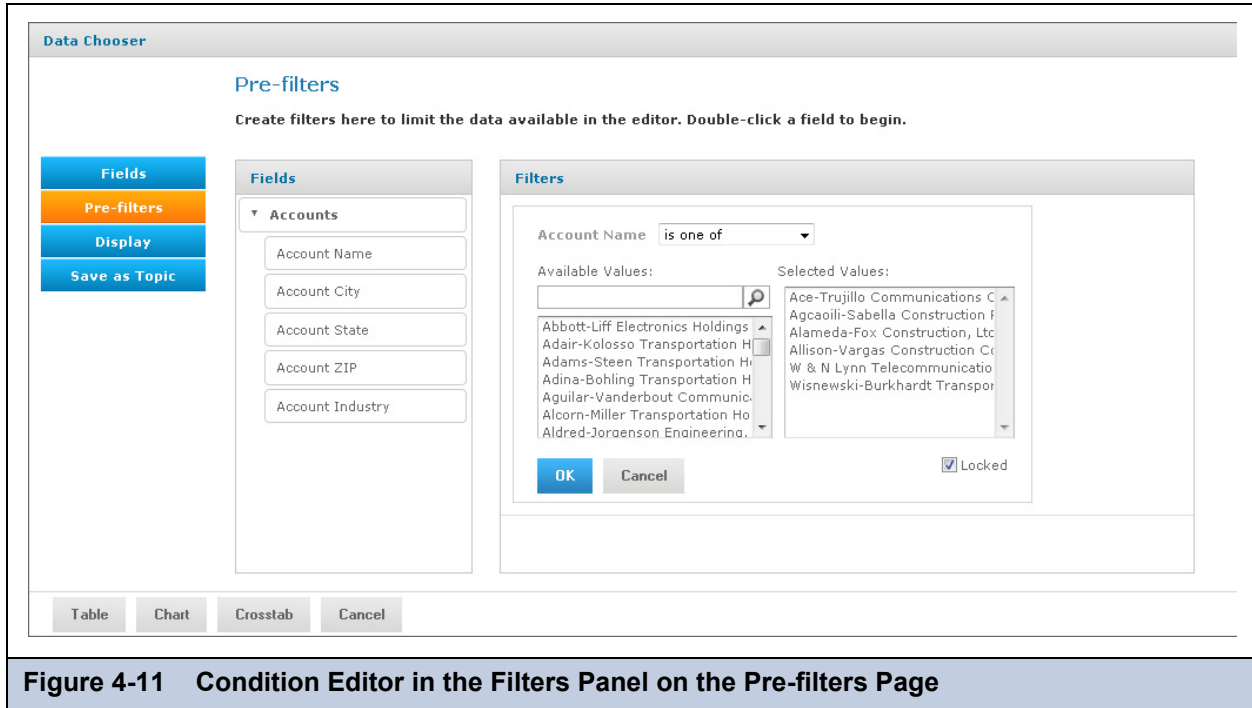 Data Chooser
Pre-filters
Create filters here to limit the data available in the editor. Double-click a field to begin.
Fields
Pre-filters
Display
Save as Topic
Fields
Accounts
Account Name
Account City
Account State
Account ZIP
Account Industry
Filters
Account Name is one of
Available Values:
Abbott-Liff Electronics Holdings
Adair-Kolosso Transportation H
Adams-Steen Transportation H
Adina-Bohling Transportation H
Aguilar-Vanderbout Communic
Alcorn-Miller Transportation Ho
Aldred-Jorgenson Engineering,
Selected Values:
Ace-Trujillo Communications C
Agcaoili-Sabella Construction
Alameda-Fox Construction, Ltd
Allison-Vargas Construction Co
W & N Lynn Telecommunicatio
Wisnewski-Burkhardt Transpor
OK Cancel
Locked
Table Chart Crosstab Cancel
Figure 4-11 Condition Editor in the Filters Panel on the Pre-filters Page